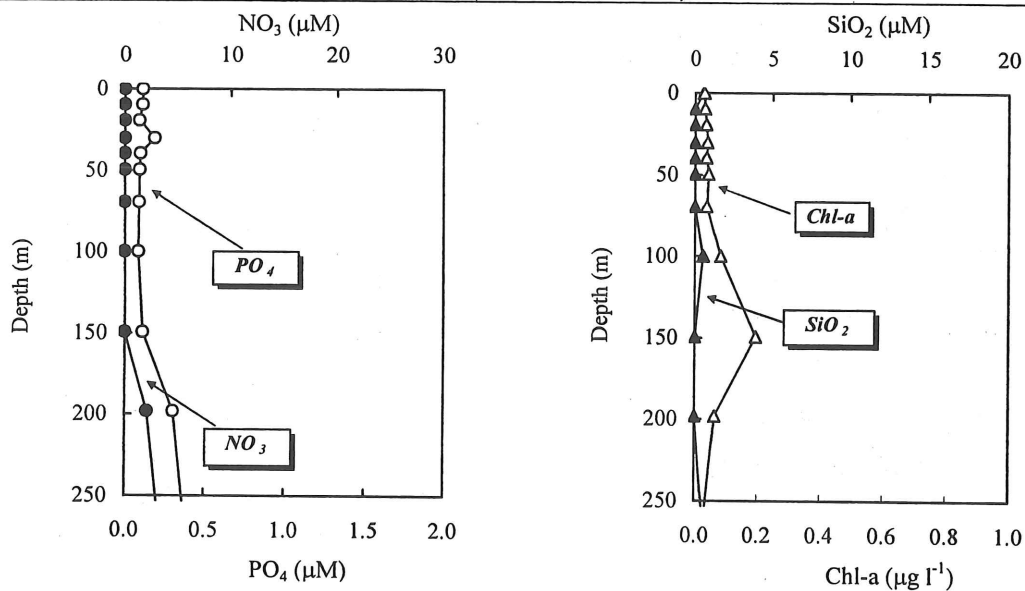 NO₃ (μM)
0 10 20 30
0
50
100
150
200
250
Depth (m)
PO₄
NO₃
0.0 0.5 1.0 1.5 2.0
PO₄ (μM)
SiO₂ (μM)
0 5 10 15 20
0
50
100
150
200
250
Depth (m)
Chl-a
SiO₂
0.0 0.2 0.4 0.6 0.8 1.0
Chl-a (μg l⁻¹)